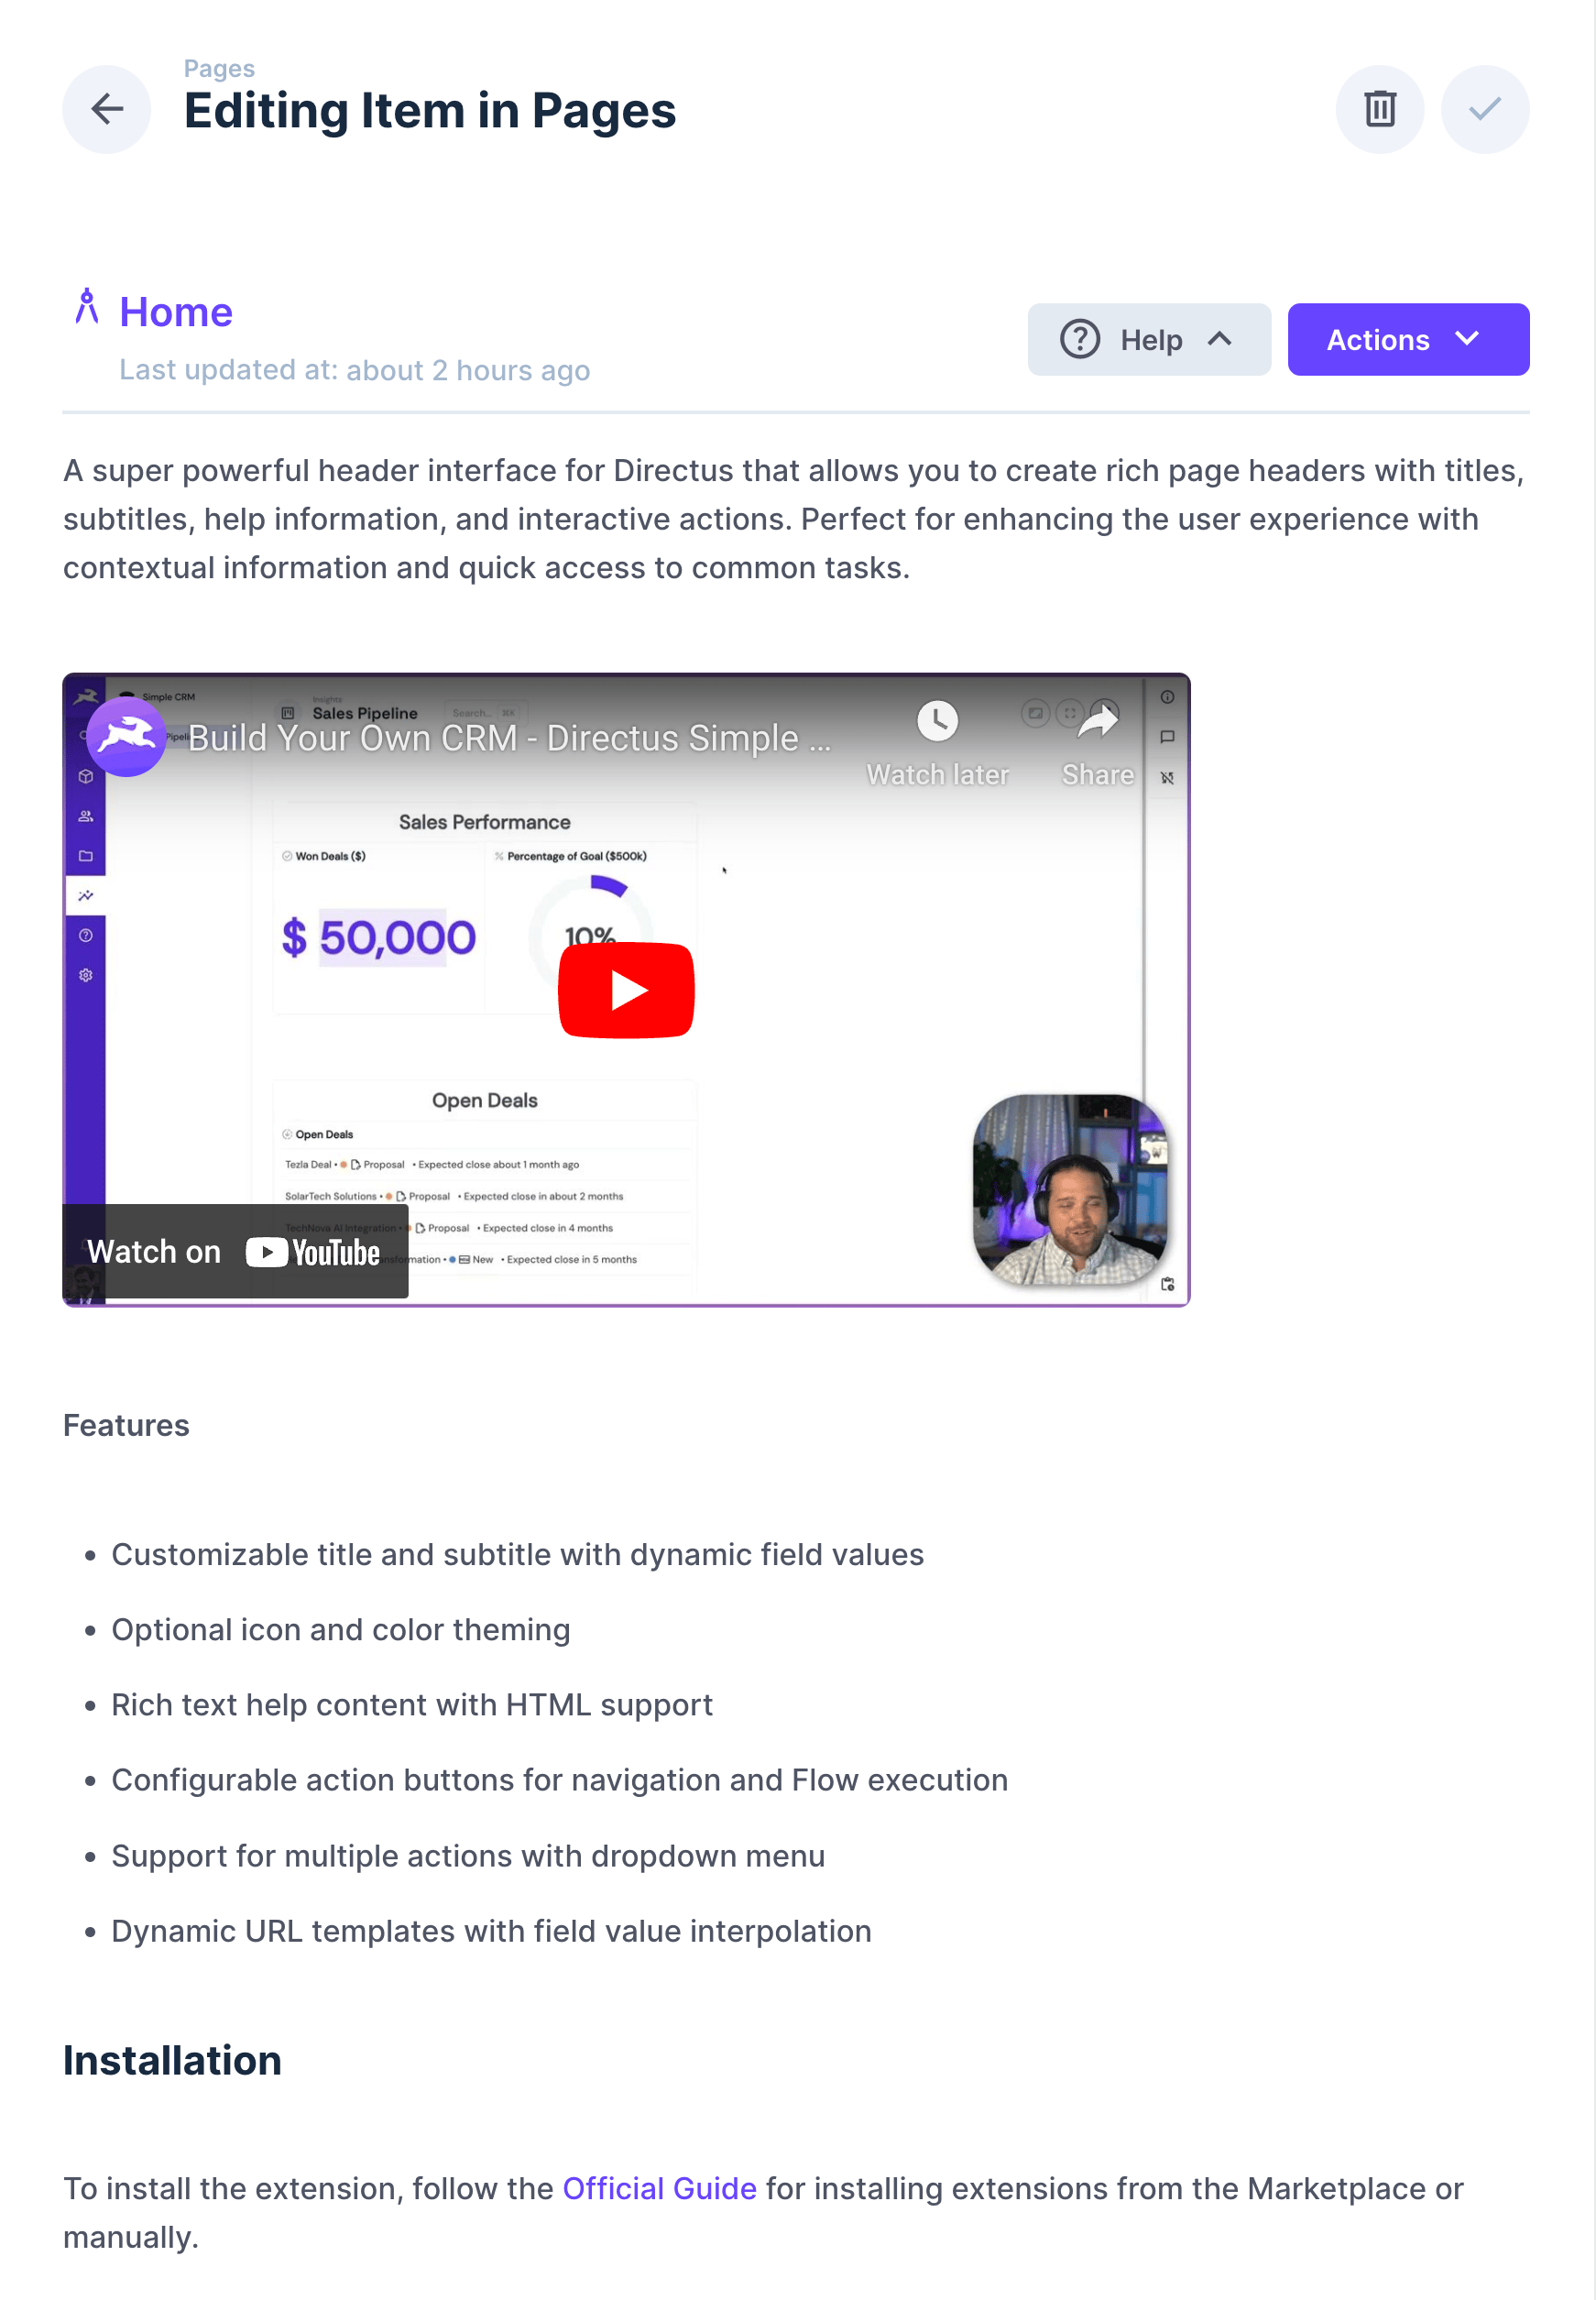 Pages
Editing Item in Pages
Home
Last updated at: about 2 hours ago
Help
Actions
A super powerful header interface for Directus that allows you to create rich page headers with titles,
subtitles, help information, and interactive actions. Perfect for enhancing the user experience with
contextual information and quick access to common tasks.
Simple CRM
Insights
Sales Pipeline
Search...
⌘K
Build Your Own CRM - Directus Simple ...
Watch later
Share
Sales Performance
Won Deals ($)
Percentage of Goal ($500k)
$ 50,000
10%
Open Deals
Open Deals
Tezla Deal • Proposal • Expected close about 1 month ago
SolarTech Solutions • Proposal • Expected close in about 2 months
TechNova AI Integration • Proposal • Expected close in 4 months
• New • Expected close in 5 months
Watch on YouTube
Features
• Customizable title and subtitle with dynamic field values
• Optional icon and color theming
• Rich text help content with HTML support
• Configurable action buttons for navigation and Flow execution
• Support for multiple actions with dropdown menu
• Dynamic URL templates with field value interpolation
Installation
To install the extension, follow the Official Guide for installing extensions from the Marketplace or
manually.